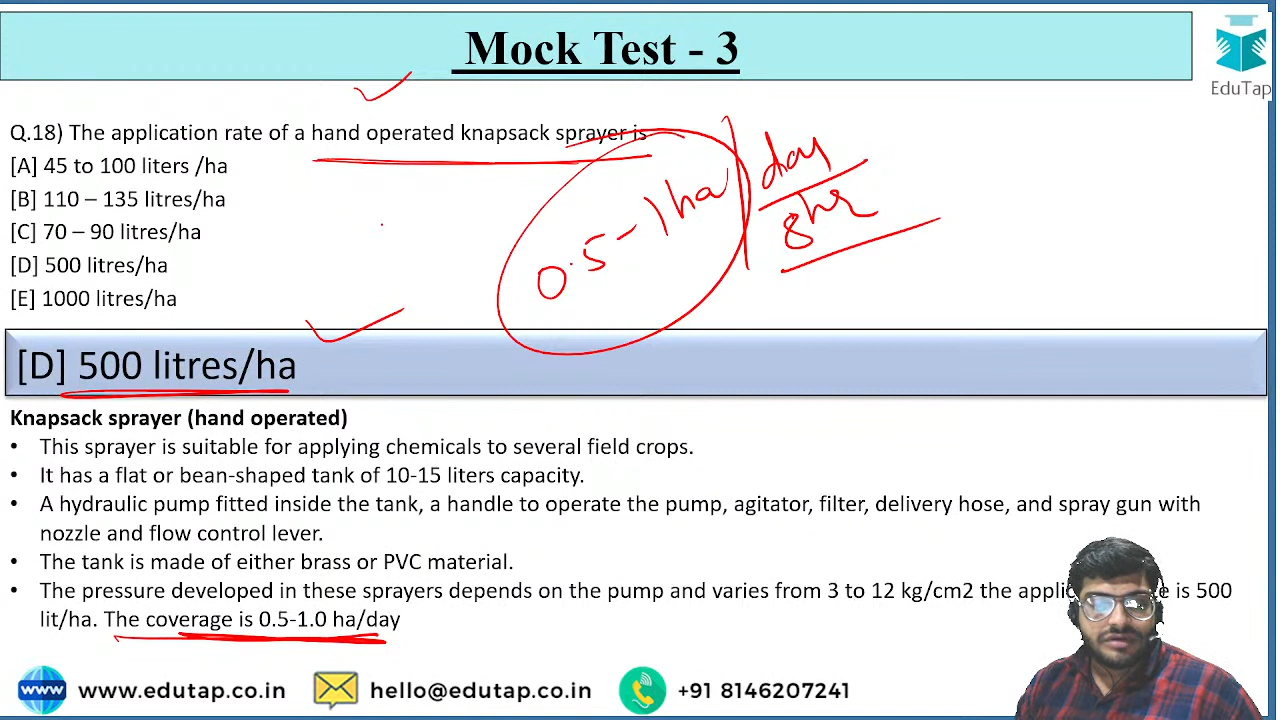 Mock Test - 3
EduTap
Q.18) The application rate of a hand operated knapsack sprayer is
[A] 45 to 100 liters /ha
[B] 110 – 135 litres/ha
[C] 70 – 90 litres/ha
[D] 500 litres/ha
[E] 1000 litres/ha
0.5-1ha
day
8hr
[D] 500 litres/ha
Knapsack sprayer (hand operated)
• This sprayer is suitable for applying chemicals to several field crops.
• It has a flat or bean-shaped tank of 10-15 liters capacity.
• A hydraulic pump fitted inside the tank, a handle to operate the pump, agitator, filter, delivery hose, and spray gun with
nozzle and flow control lever.
• The tank is made of either brass or PVC material.
• The pressure developed in these sprayers depends on the pump and varies from 3 to 12 kg/cm2 the is 500
lit/ha. The coverage is 0.5-1.0 ha/day
www www.edutap.co.in hello@edutap.co.in +91 8146207241